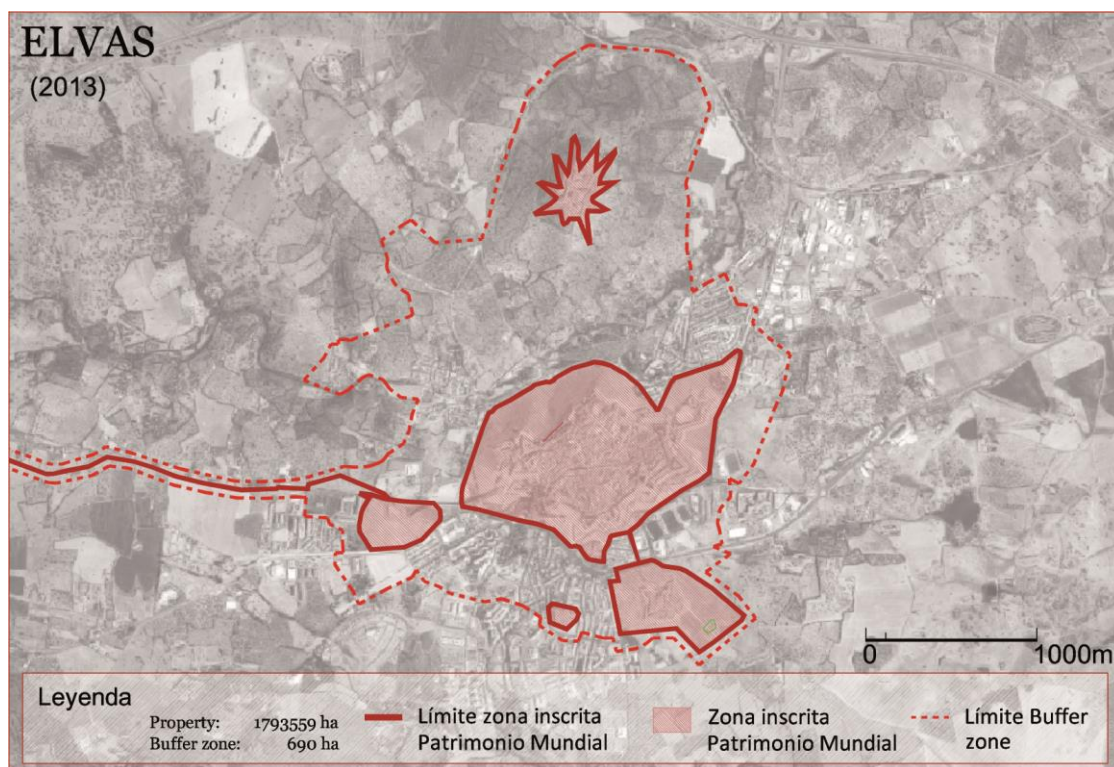 ELVAS
(2013)
0 1000m
Leyenda
Property: 1793559 ha
Buffer zone: 690 ha
Límite zona inscrita
Patrimonio Mundial
Zona inscrita
Patrimonio Mundial
Límite Buffer
zone